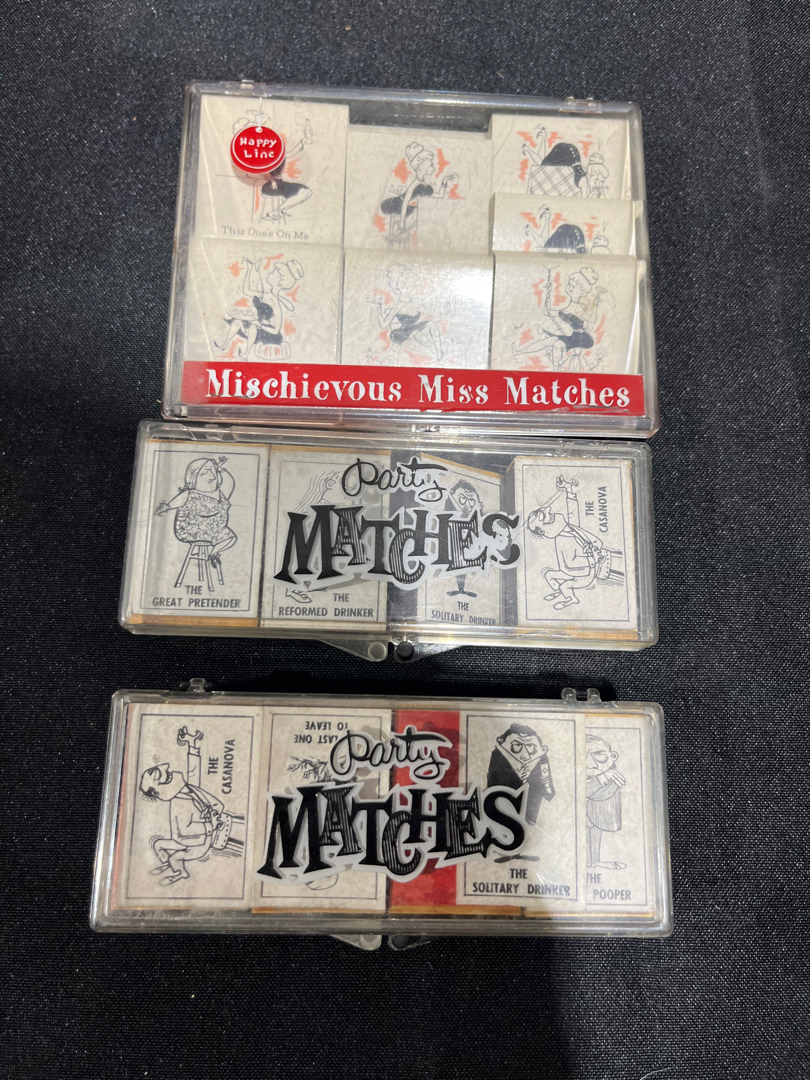 Happy
Line
This Ones On Me
Mischievous Miss Matches
Party
MATCHES
THE
GREAT PRETENDER
THE
REFORMED DRINKER
THE
SOLITARY DRINKER
THE
CASANOVA
Party
MATCHES
THE
CASANOVA
LAST ONE
TO LEAVE
THE
SOLITARY DRINKER
THE
POOPER